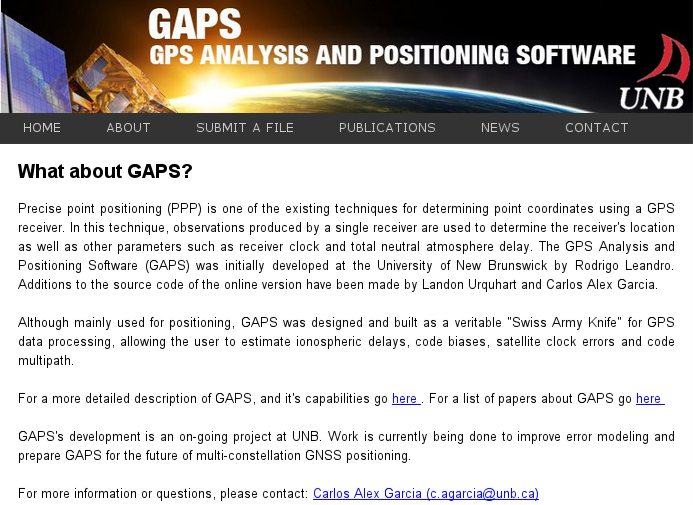 GAPS
GPS ANALYSIS AND POSITIONING SOFTWARE
UNB
HOME ABOUT SUBMIT A FILE PUBLICATIONS NEWS CONTACT
What about GAPS?
Precise point positioning (PPP) is one of the existing techniques for determining point coordinates using a GPS
receiver. In this technique, observations produced by a single receiver are used to determine the receiver's location
as well as other parameters such as receiver clock and total neutral atmosphere delay. The GPS Analysis and
Positioning Software (GAPS) was initially developed at the University of New Brunswick by Rodrigo Leandro.
Additions to the source code of the online version have been made by Landon Urquhart and Carlos Alex Garcia.
Although mainly used for positioning, GAPS was designed and built as a veritable "Swiss Army Knife" for GPS
data processing, allowing the user to estimate ionospheric delays, code biases, satellite clock errors and code
multipath.
For a more detailed description of GAPS, and it's capabilities go here . For a list of papers about GAPS go here
GAPS's development is an on-going project at UNB. Work is currently being done to improve error modeling and
prepare GAPS for the future of multi-constellation GNSS positioning.
For more information or questions, please contact: Carlos Alex Garcia (c.agarcia@unb.ca)